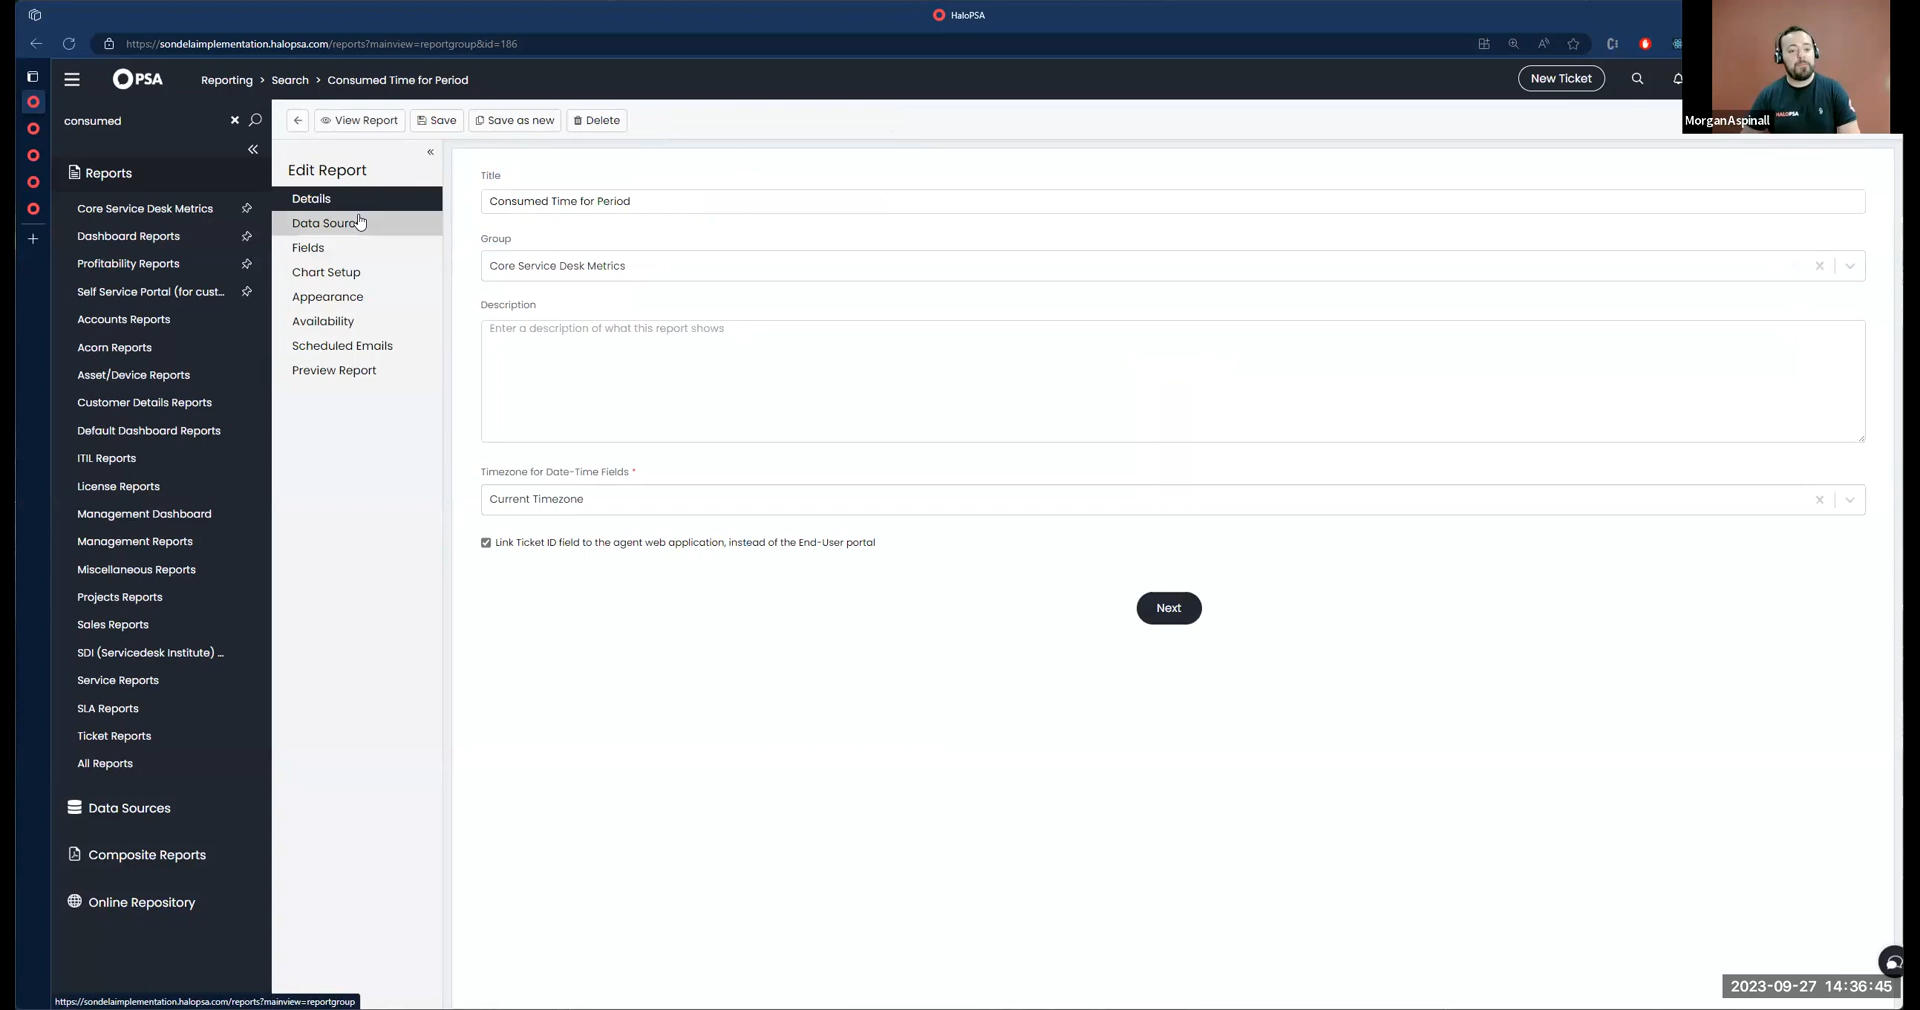 HaloPSA
https://sondelaimplementation.halopsa.com/reports?mainview=reportgroup&id=186
PSA
Reporting > Search > Consumed Time for Period
New Ticket
Morgan Aspinall
HALOPSA
consumed
View Report
Save
Save as new
Delete
Reports
Core Service Desk Metrics
Dashboard Reports
Profitability Reports
Self Service Portal (for cust...
Accounts Reports
Acorn Reports
Asset/Device Reports
Customer Details Reports
Default Dashboard Reports
ITIL Reports
License Reports
Management Dashboard
Management Reports
Miscellaneous Reports
Projects Reports
Sales Reports
SDI (Servicedesk Institute) ...
Service Reports
SLA Reports
Ticket Reports
All Reports
Data Sources
Composite Reports
Online Repository
Edit Report
Details
Data Sour
Fields
Chart Setup
Appearance
Availability
Scheduled Emails
Preview Report
Title
Consumed Time for Period
Group
Core Service Desk Metrics
Description
Enter a description of what this report shows
Timezone for Date-Time Fields *
Current Timezone
Link Ticket ID field to the agent web application, instead of the End-User portal
Next
https://sondelaimplementation.halopsa.com/reports?mainview=reportgroup
2023-09-27 14:36:45